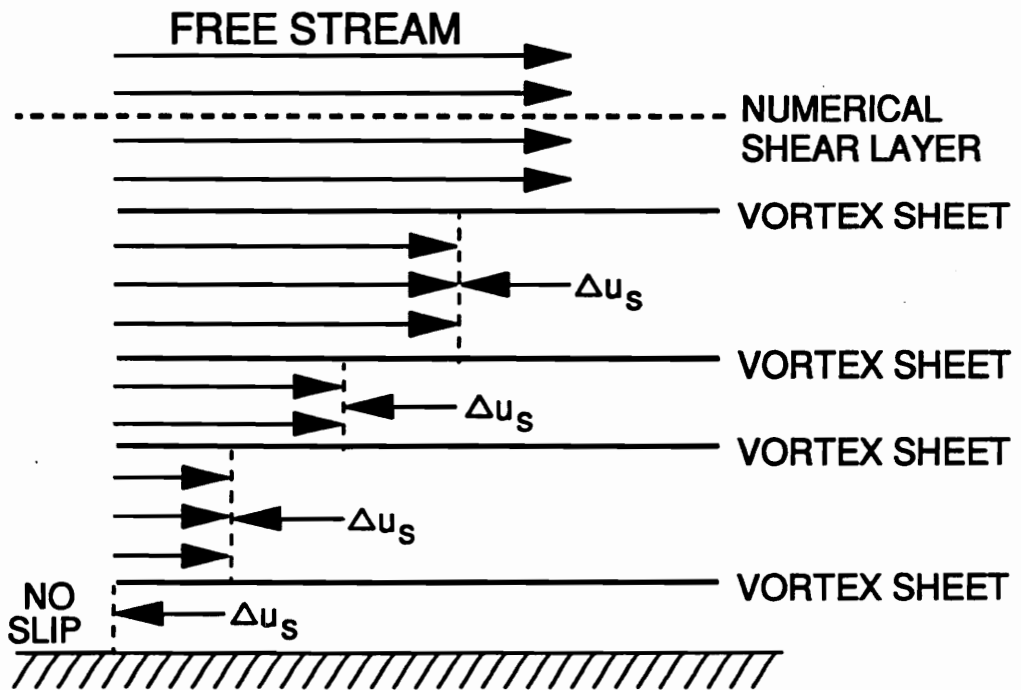 FREE STREAM
NUMERICAL
SHEAR LAYER
VORTEX SHEET
Δus
VORTEX SHEET
Δus
VORTEX SHEET
Δus
VORTEX SHEET
NO
SLIP
Δus